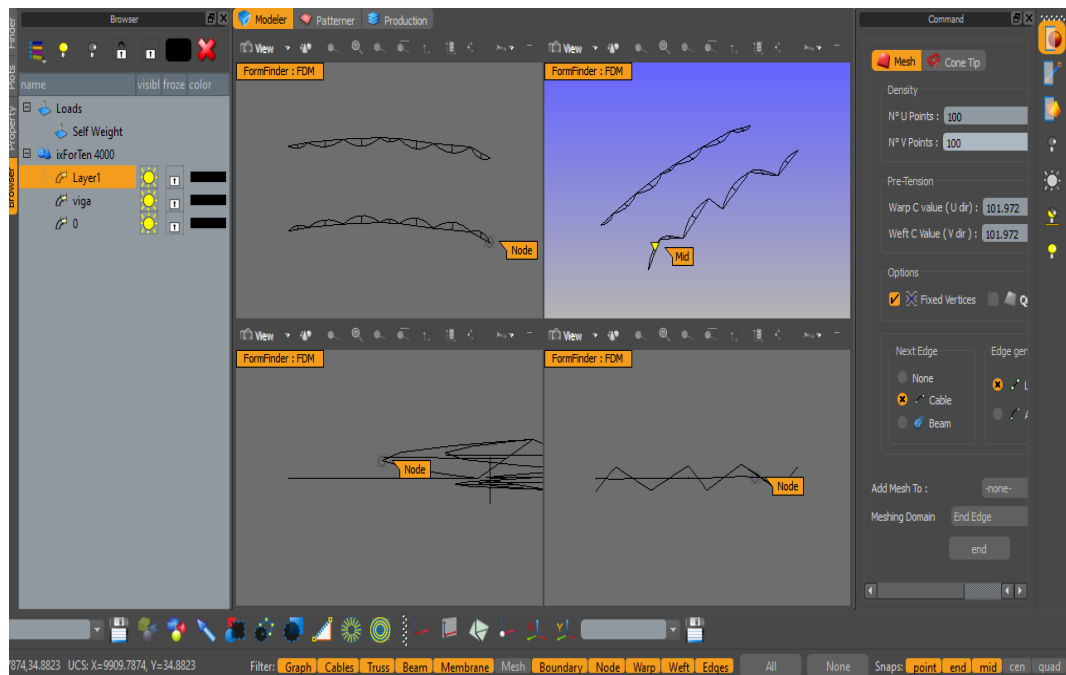 Browser
Modeler Patterner Production
Command
Finder
Plots
Property
Browser
name visibl froze color
Loads
Self Weight
ixForTen 4000
Layer1
viga
0
View
FormFinder : FDM
Node
View
FormFinder : FDM
Mid
View
FormFinder : FDM
Node
View
FormFinder : FDM
Node
Mesh Cone Tip
Density
Nº U Points : 100
Nº V Points : 100
Pre-Tension
Warp C value ( U dir) : 101.972
Weft C Value ( V dir ) : 101.972
Options
Fixed Vertices Q
Next Edge Edge ger
None
Cable L
Beam
Add Mesh To : -none-
Meshing Domain End Edge
end
7874,34.8823 UCS: X=9909.7874, Y=34.8823 Filter: Graph Cables Truss Beam Membrane Mesh Boundary Node Warp Weft Edges All None Snaps: point end mid cen quad